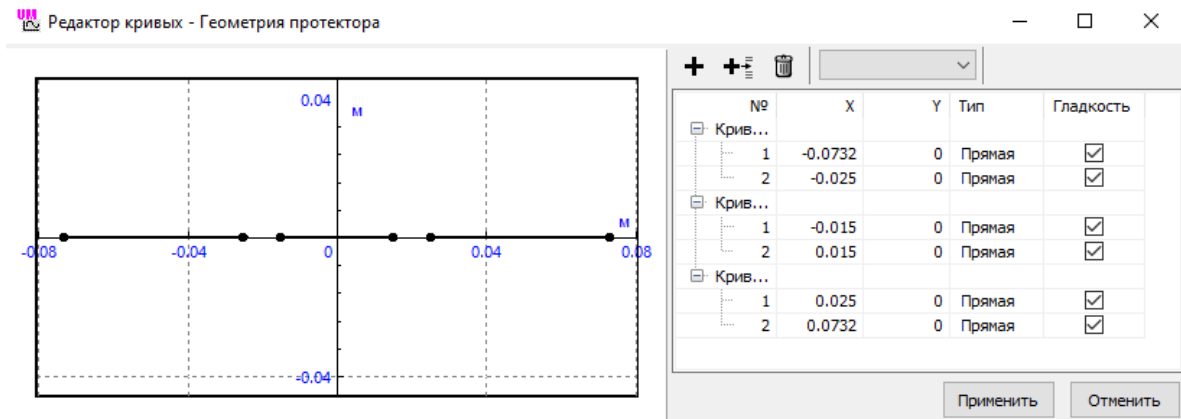 UM Редактор кривых - Геометрия протектора
0.04
м
м
-0.08 -0.04 0 0.04 0.08
-0.04
№ X Y Тип Гладкость
Крив...
1 -0.0732 0 Прямая
2 -0.025 0 Прямая
Крив...
1 -0.015 0 Прямая
2 0.015 0 Прямая
Крив...
1 0.025 0 Прямая
2 0.0732 0 Прямая
Применить Отменить